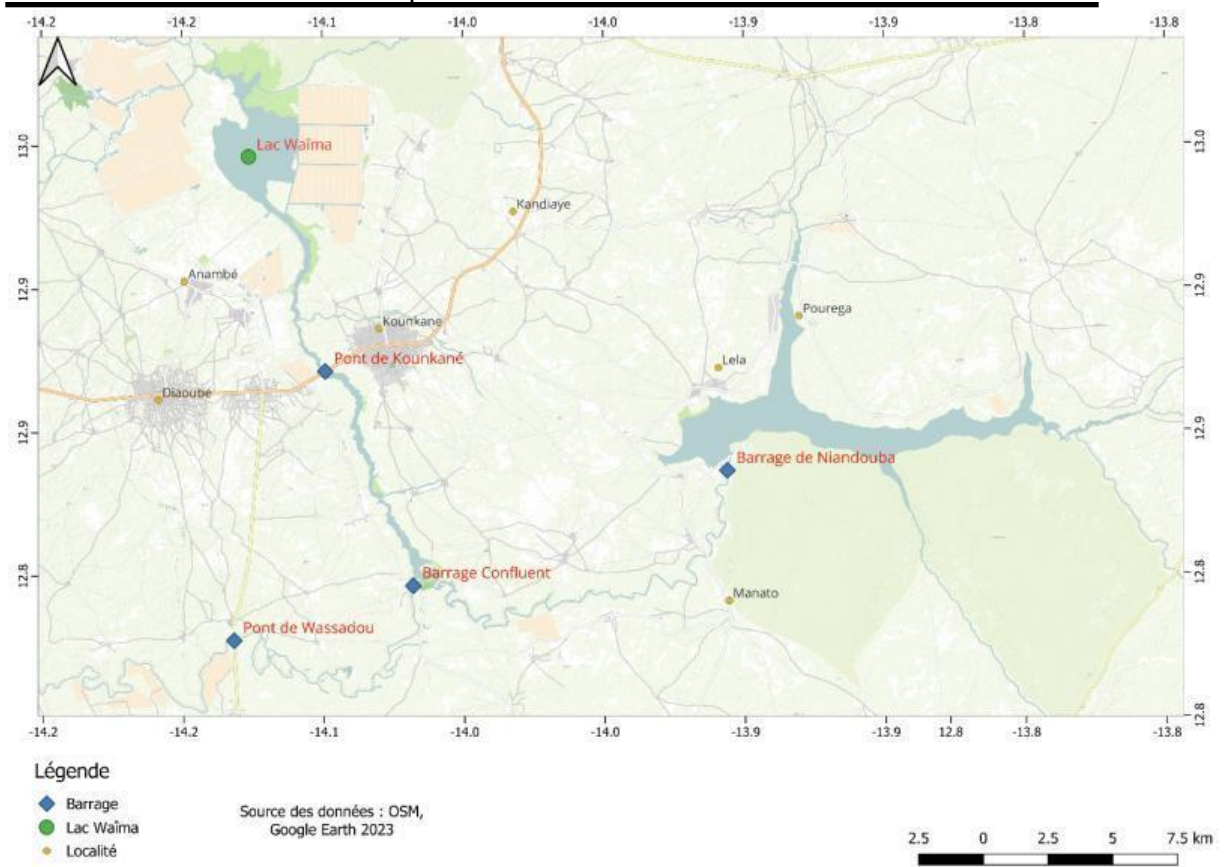 -14.2 -14.2 -14.1 -14.0 -13.9 -13.9 -13.8 -13.8
13.0 13.0
Lac Waïma
Kandiaye
Anambé
12.9 12.9
Pourega
Kounkane
Pont de Kounkané
Lela
Diaoube
12.9 12.9
Barrage de Niandouba
12.8 12.8
Barrage Confluent
Manato
Pont de Wassadou
12.8
-14.2 -14.2 -14.1 -14.0 -14.0 -13.9 -13.9 12.8 -13.8 -13.8
Légende
Barrage
Lac Waïma
Localité
Source des données : OSM,
Google Earth 2023
2.5 0 2.5 5 7.5 km